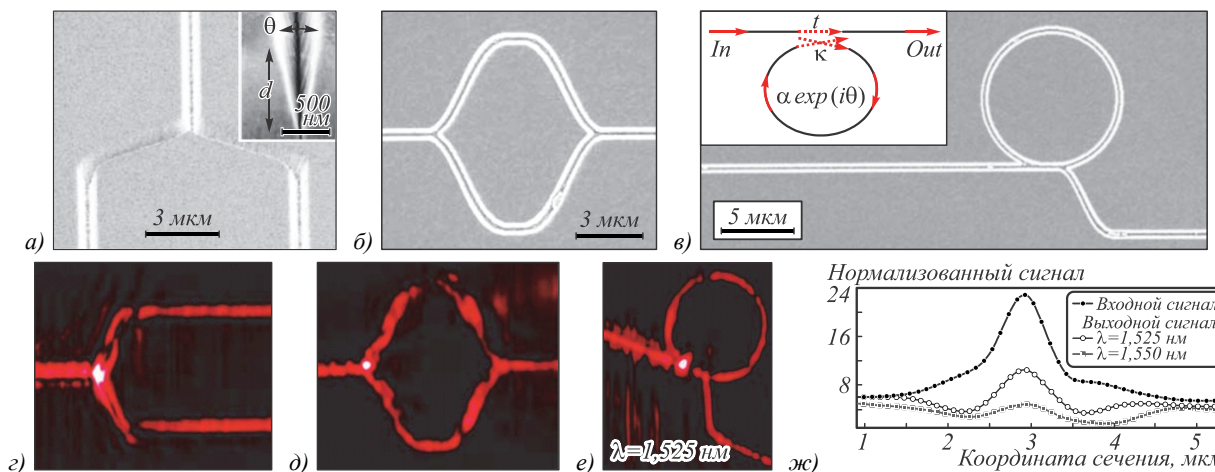 θ
d
500
нм
3 мкм
а)
3 мкм
б)
In
t
Out
κ
α exp (iθ)
5 мкм
в)
г)
д)
λ=1,525 нм
е)
Нормализованный сигнал
24
16
8
Входной сигнал
Выходной сигнал
λ=1,525 нм
λ=1,550 нм
1
2
3
4
5
Координата сечения, мкм
ж)